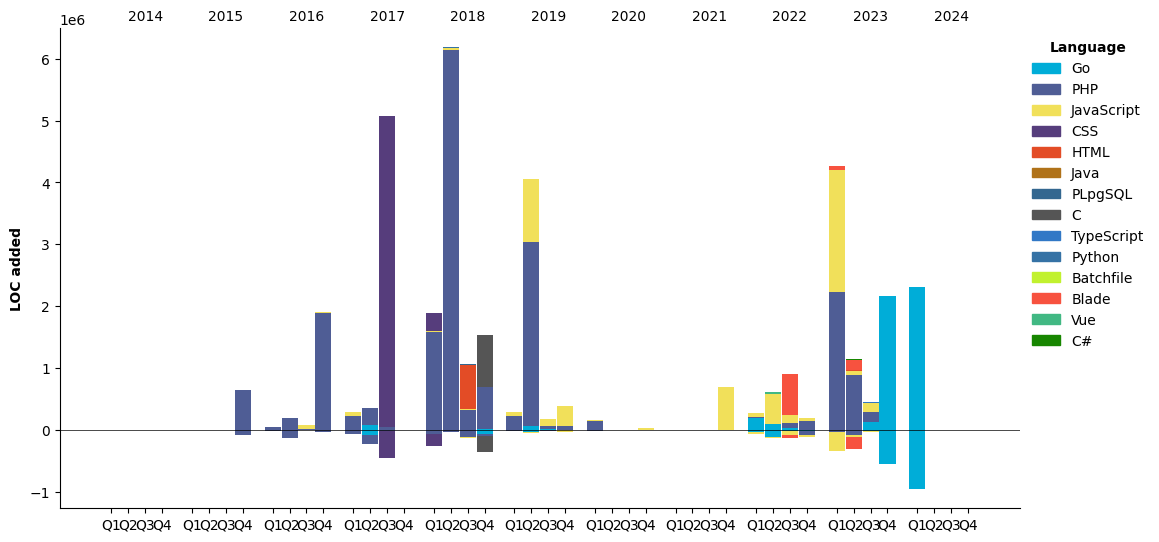 2014 2015 2016 2017 2018 2019 2020 2021 2022 2023 2024
1e6
6
5
4
3
2
1
0
−1
LOC added
Q1Q2Q3Q4 Q1Q2Q3Q4 Q1Q2Q3Q4 Q1Q2Q3Q4 Q1Q2Q3Q4 Q1Q2Q3Q4 Q1Q2Q3Q4 Q1Q2Q3Q4 Q1Q2Q3Q4 Q1Q2Q3Q4 Q1Q2Q3Q4
Language
Go
PHP
JavaScript
CSS
HTML
Java
PLpgSQL
C
TypeScript
Python
Batchfile
Blade
Vue
C#